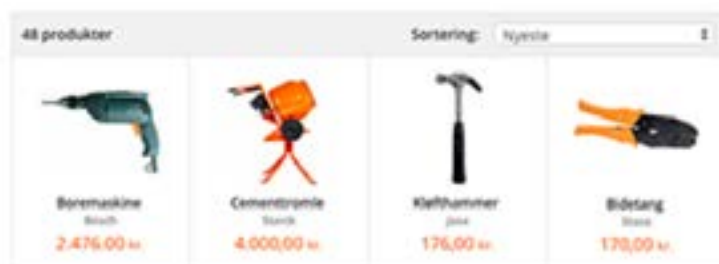 48 produkter Sortering: Nyeste
Boremaskine Cementtromle Kløfthammer Bidetang
Bosch
2.476,00 kr. 4.000,00 kr. 176,00 kr. 170,00 kr.